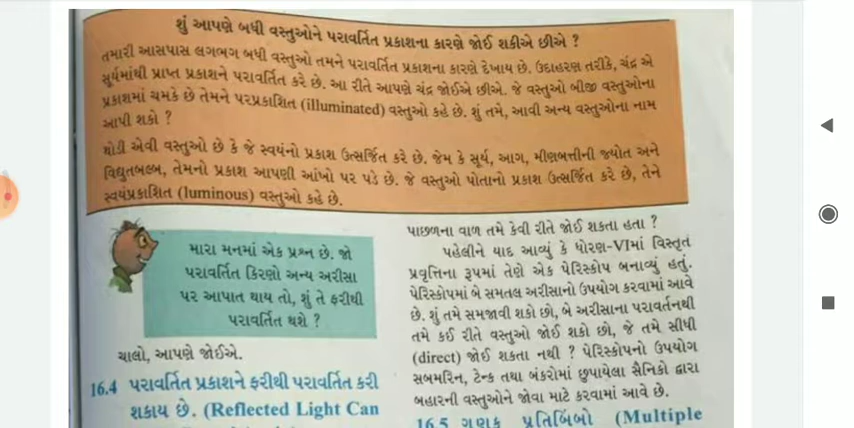 શું આપણે બધી વસ્તુઓને પરાવર્તિત પ્રકાશના કારણે જોઈ શકીએ છીએ ?
તમારી આસપાસ લગભગ બધી વસ્તુઓ તમને પરાવર્તિત પ્રકાશના કારણે દેખાય છે. ઉદાહરણ તરીકે, ચંદ્ર એ
સૂર્યમાંથી પ્રાપ્ત પ્રકાશને પરાવર્તિત કરે છે. આ રીતે આપણે ચંદ્ર જોઈએ છીએ. જે વસ્તુઓ બીજી વસ્તુઓના
પ્રકાશમાં ચમકે છે તેમને પરપ્રકાશિત (illuminated) વસ્તુઓ કહે છે. શું તમે, આવી અન્ય વસ્તુઓના નામ
આપી શકો ?
થોડી એવી વસ્તુઓ છે કે જે સ્વયંનો પ્રકાશ ઉત્સર્જિત કરે છે. જેમ કે સૂર્ય, આગ, મીણબત્તીની જ્યોત અને
વિદ્યુતબલ્બ, તેમનો પ્રકાશ આપણી આંખો પર પડે છે. જે વસ્તુઓ પોતાનો પ્રકાશ ઉત્સર્જિત કરે છે, તેને
સ્વયંપ્રકાશિત (luminous) વસ્તુઓ કહે છે.
મારા મનમાં એક પ્રશ્ન છે. જો
પરાવર્તિત કિરણો અન્ય અરીસા
પર આપાત થાય તો, શું તે ફરીથી
પરાવર્તિત થશે ?
ચાલો, આપણે જોઈએ.
16.4 પરાવર્તિત પ્રકાશને ફરીથી પરાવર્તિત કરી
શકાય છે. (Reflected Light Can
પાછળના વાળ તમે કેવી રીતે જોઈ શકતા હતા ?
પહેલીને યાદ આવ્યું કે ધોરણ-VIમાં વિસ્તૃત
પ્રવૃત્તિના રૂપમાં તેણે એક પેરિસ્કોપ બનાવ્યું હતું.
પેરિસ્કોપમાં બે સમતલ અરીસાનો ઉપયોગ કરવામાં આવે
છે. શું તમે સમજાવી શકો છો, બે અરીસાના પરાવર્તનથી
તમે કઈ રીતે વસ્તુઓ જોઈ શકો છો, જે તમે સીધી
(direct) જોઈ શકતા નથી ? પેરિસ્કોપનો ઉપયોગ
સબમરિન, ટેન્ક તથા બંકરોમાં છુપાયેલા સૈનિકો દ્વારા
બહારની વસ્તુઓને જોવા માટે કરવામાં આવે છે.
16.5 ગુણક પ્રતિબિંબો (Multiple